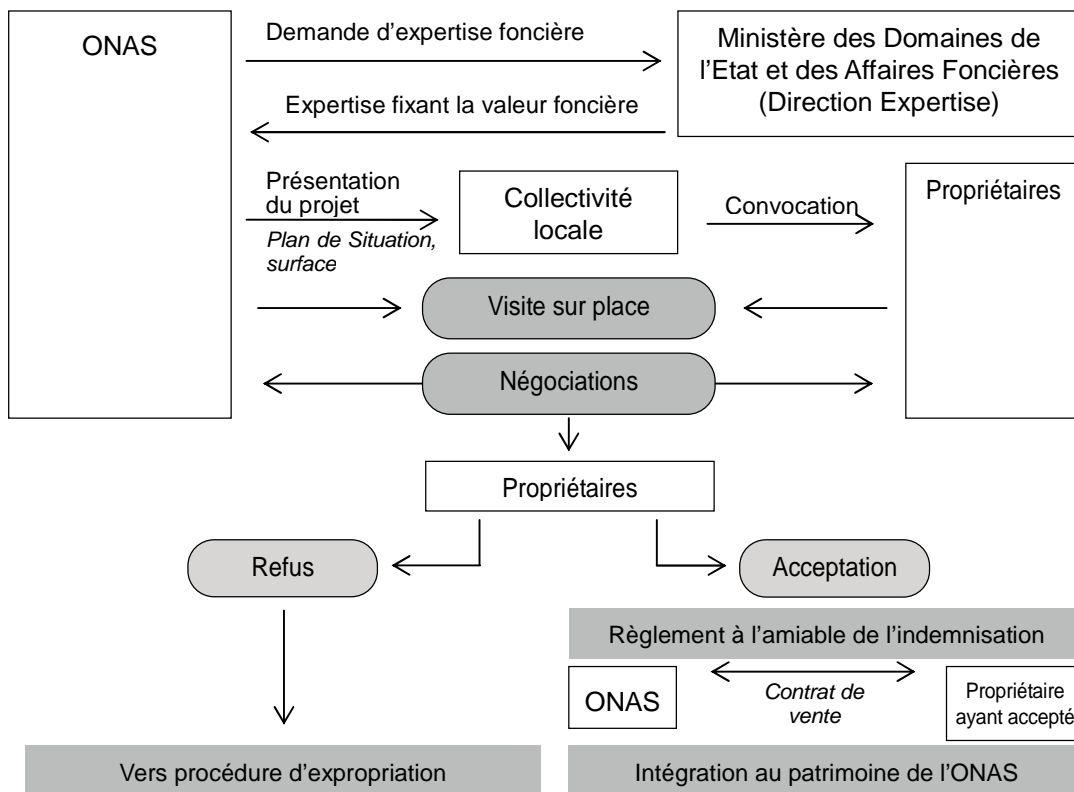 ONAS
Demande d’expertise foncière
Ministère des Domaines de
l’Etat et des Affaires Foncières
(Direction Expertise)
Expertise fixant la valeur foncière
Présentation
du projet
Plan de Situation,
surface
Collectivité
locale
Convocation
Propriétaires
Visite sur place
Négociations
Propriétaires
Refus
Acceptation
Règlement à l’amiable de l’indemnisation
ONAS
Contrat de
vente
Propriétaire
ayant accepté
Vers procédure d’expropriation
Intégration au patrimoine de l’ONAS